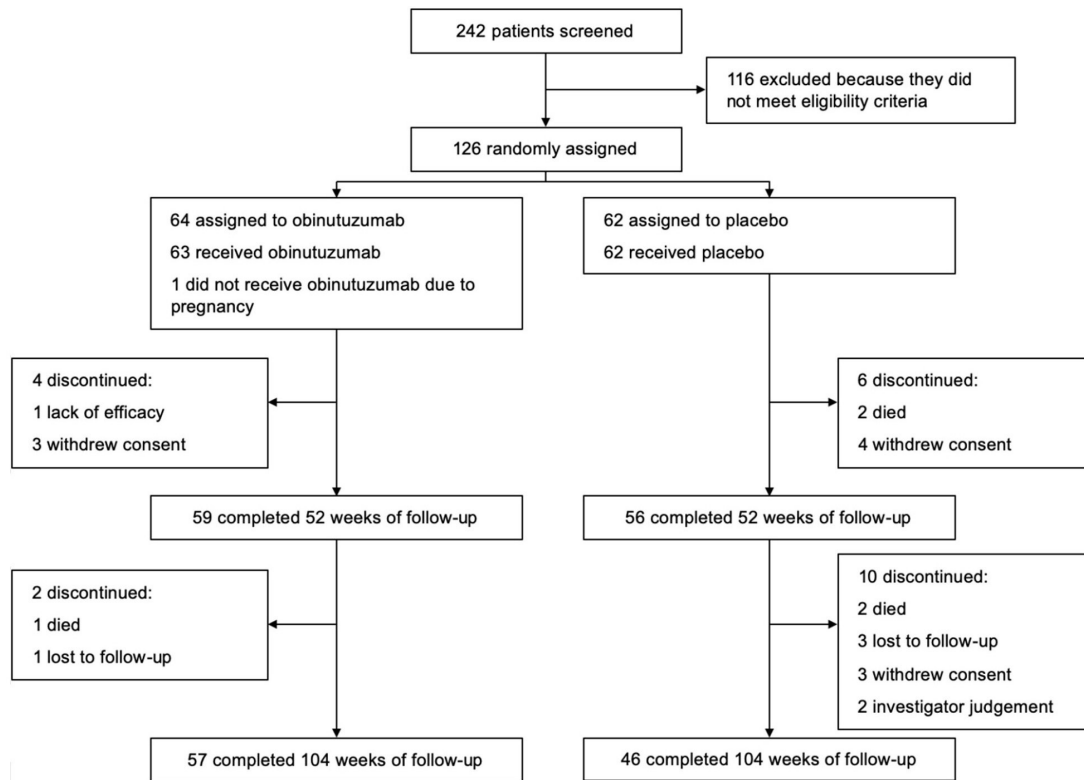 242 patients screened
116 excluded because they did
not meet eligibility criteria
126 randomly assigned
64 assigned to obinutuzumab
63 received obinutuzumab
1 did not receive obinutuzumab due to
pregnancy
62 assigned to placebo
62 received placebo
4 discontinued:
1 lack of efficacy
3 withdrew consent
6 discontinued:
2 died
4 withdrew consent
59 completed 52 weeks of follow-up
56 completed 52 weeks of follow-up
2 discontinued:
1 died
1 lost to follow-up
10 discontinued:
2 died
3 lost to follow-up
3 withdrew consent
2 investigator judgement
57 completed 104 weeks of follow-up
46 completed 104 weeks of follow-up